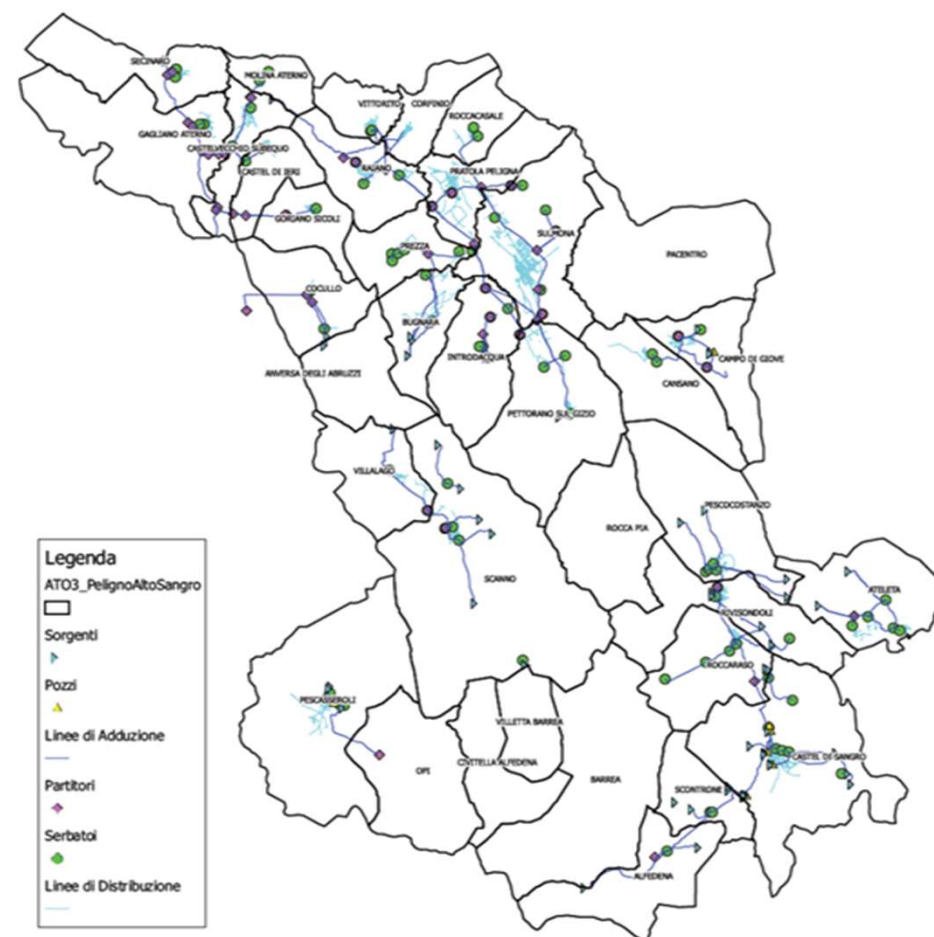 SECINARO
MOLINA ATERNO
VITTORITO
CORFINIO
ROCCACASALE
GAGLIANO ATERNO
CASTELVECCHIO SUBEQUO
CASTEL DI IERI
RAIANO
PRATOLA PELIGNA
GORIANO SICOLI
SULMONA
PREZZA
PACENTRO
COCULLO
BUGNARA
INTRODACQUA
CAMPO DI GIOVE
ANVERSA DEGLI ABRUZZI
CANSANO
PETTORANO SUL GIZIO
VILLALAGO
PESCOCOSTANZO
ROCCA PIA
SCANNO
ATELETA
RIVISONDOLI
ROCCARASO
PESCASSEROLI
VILLETTA BARREA
OPI
CIVITELLA ALFEDENA
CASTEL DI SANGRO
BARREA
SCONTRONE
ALFEDENA
Legenda
ATO3_PelignoAltoSangro
Sorgenti
Pozzi
Linee di Adduzione
Partitori
Serbatoi
Linee di Distribuzione